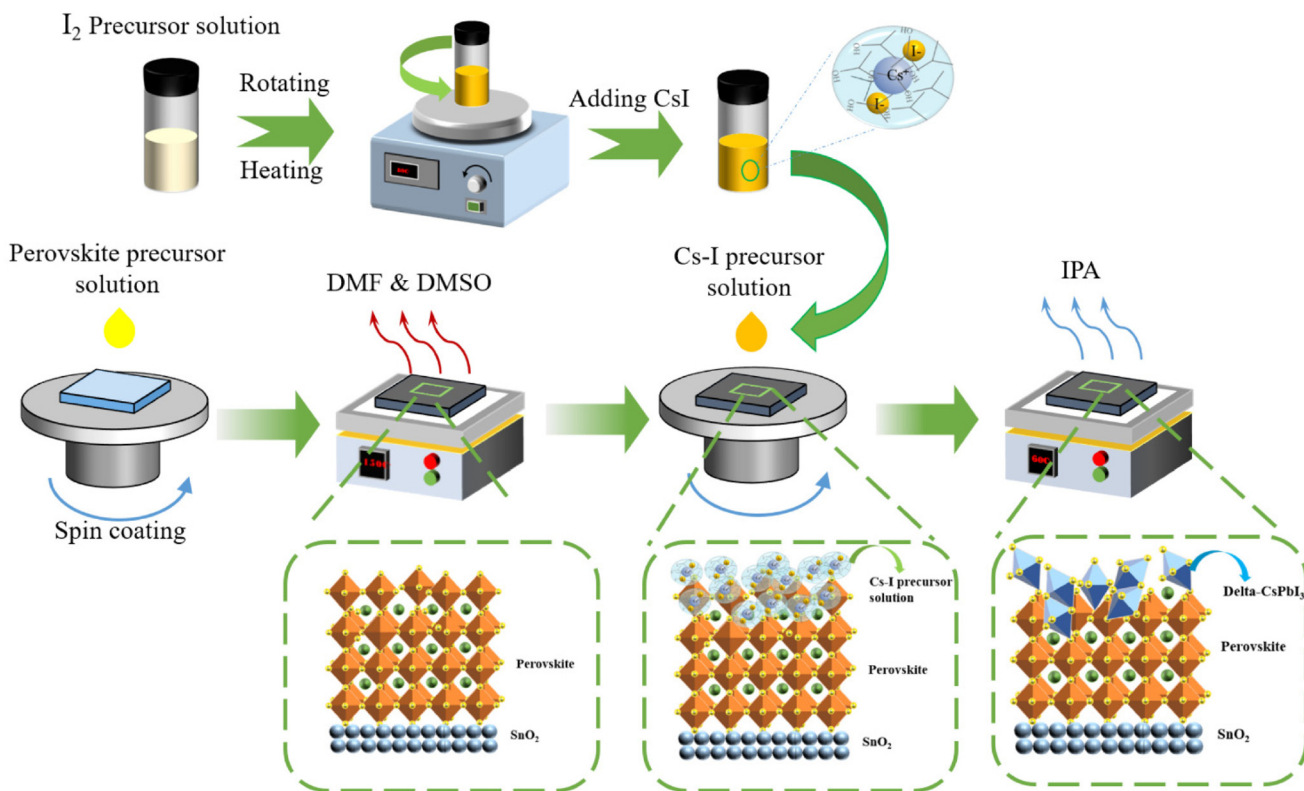 I₂ Precursor solution
Rotating
Heating
Adding CsI
I-
Cs⁺
I-
OH
Perovskite precursor
solution
DMF & DMSO
Cs-I precursor
solution
IPA
Spin coating
Perovskite
SnO₂
Cs-I precursor
solution
Perovskite
SnO₂
Delta-CsPbI₃
Perovskite
SnO₂